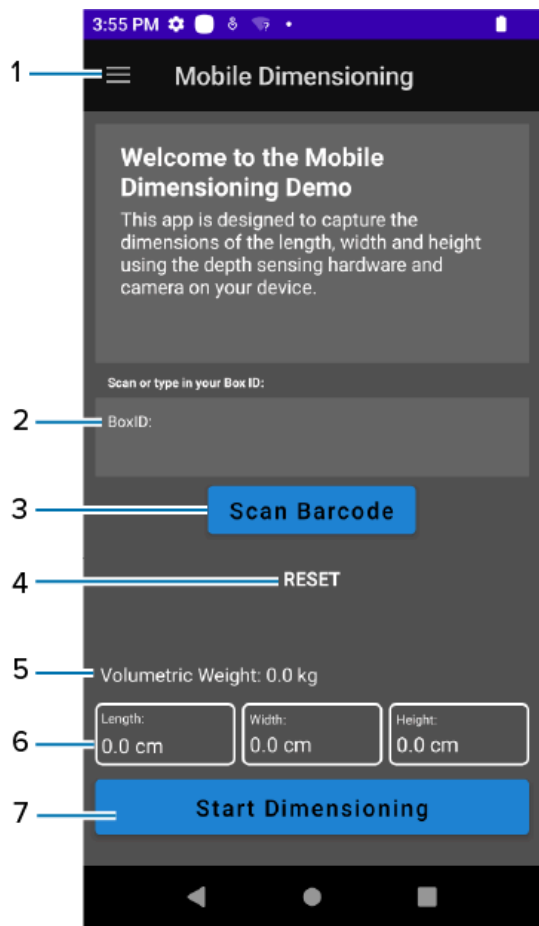 3:55 PM
1
Mobile Dimensioning
Welcome to the Mobile
Dimensioning Demo
This app is designed to capture the
dimensions of the length, width and height
using the depth sensing hardware and
camera on your device.
Scan or type in your Box ID:
2
BoxID:
3
Scan Barcode
4
RESET
5
Volumetric Weight: 0.0 kg
6
Length:
0.0 cm
Width:
0.0 cm
Height:
0.0 cm
7
Start Dimensioning